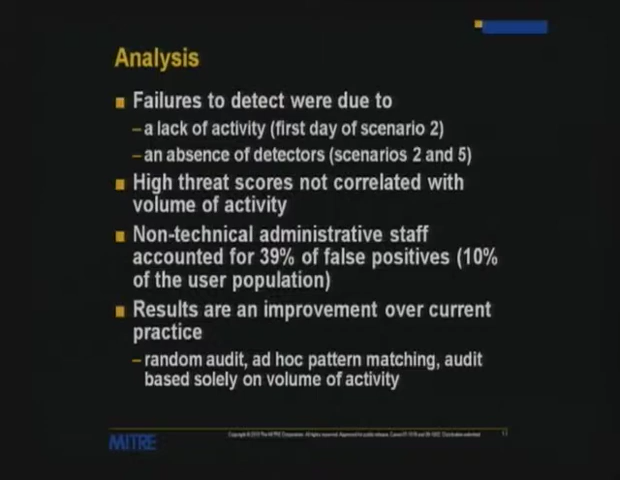 Analysis
Failures to detect were due to
–a lack of activity (first day of scenario 2)
–an absence of detectors (scenarios 2 and 5)
High threat scores not correlated with
volume of activity
Non-technical administrative staff
accounted for 39% of false positives (10%
of the user population)
Results are an improvement over current
practice
–random audit, ad hoc pattern matching, audit
based solely on volume of activity
MITRE